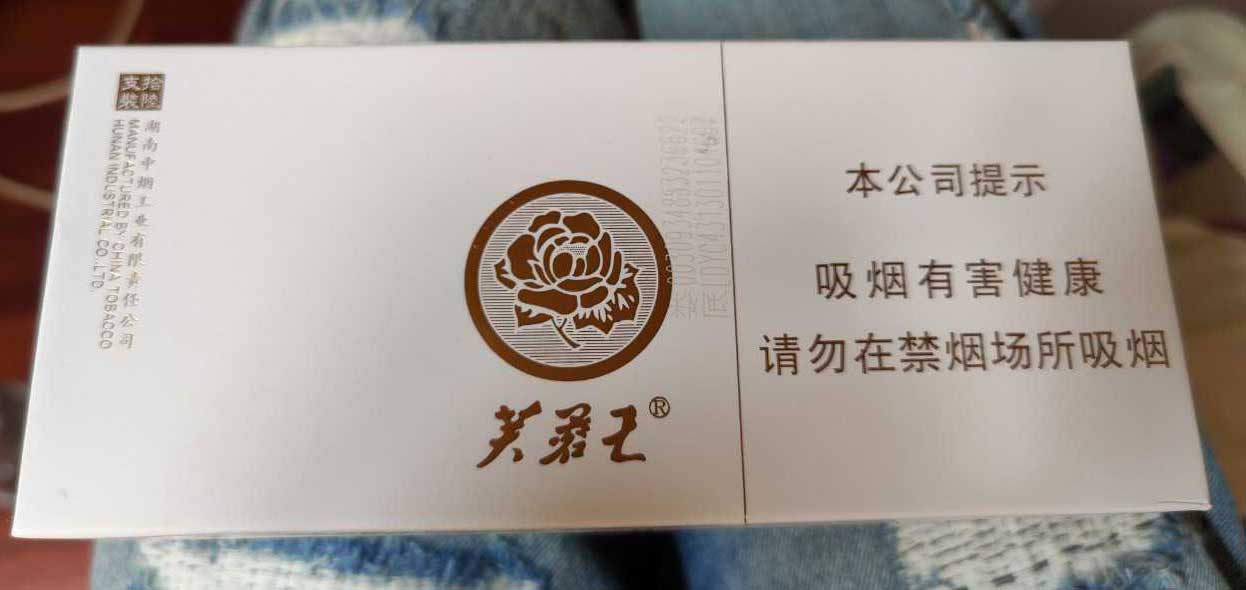 拾陆
支装
湖南中烟工业有限责任公司
MANUFACTURED BY CHINA TOBACCO
HUNAN INDUSTRIAL CO.,LTD.
芙蓉王®
本公司提示
吸烟有害健康
请勿在禁烟场所吸烟